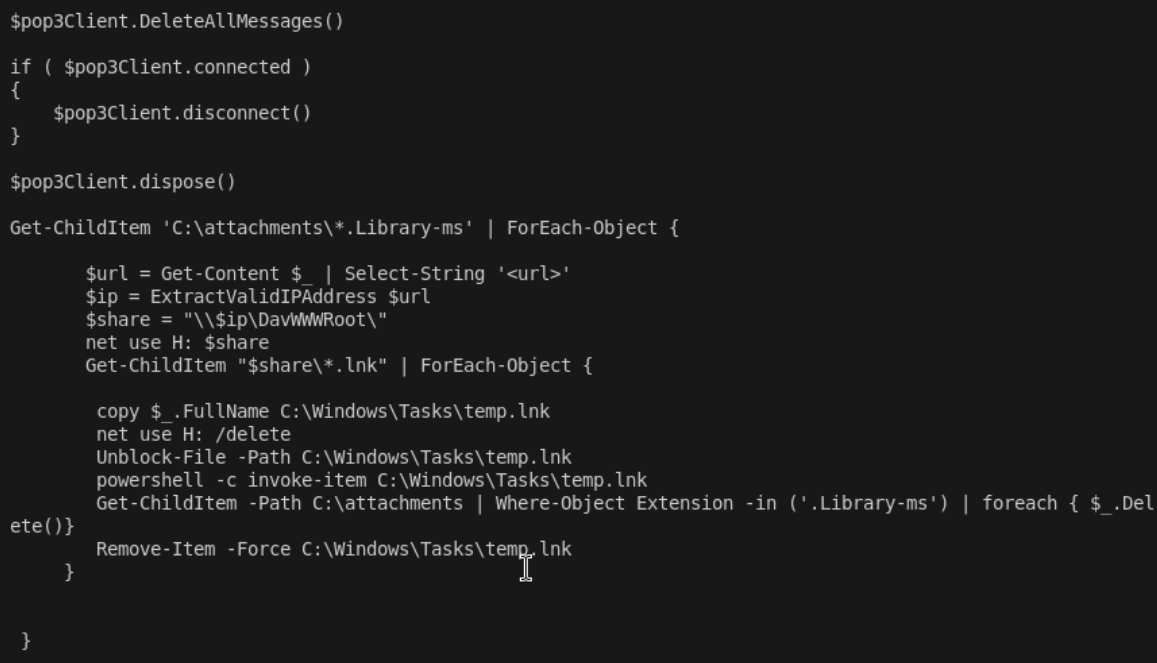 $pop3Client.DeleteAllMessages()
if ( $pop3Client.connected )
{
$pop3Client.disconnect()
}
$pop3Client.dispose()
Get-ChildItem 'C:\attachments\*.Library-ms' | ForEach-Object {
$url = Get-Content $_ | Select-String '<url>'
$ip = ExtractValidIPAddress $url
$share = "\\$ip\DavWWWRoot\"
net use H: $share
Get-ChildItem "$share\*.lnk" | ForEach-Object {
copy $_.FullName C:\Windows\Tasks\temp.lnk
net use H: /delete
Unblock-File -Path C:\Windows\Tasks\temp.lnk
powershell -c invoke-item C:\Windows\Tasks\temp.lnk
Get-ChildItem -Path C:\attachments | Where-Object Extension -in ('.Library-ms') | foreach { $_.Del
ete()}
Remove-Item -Force C:\Windows\Tasks\temp.lnk
}
}